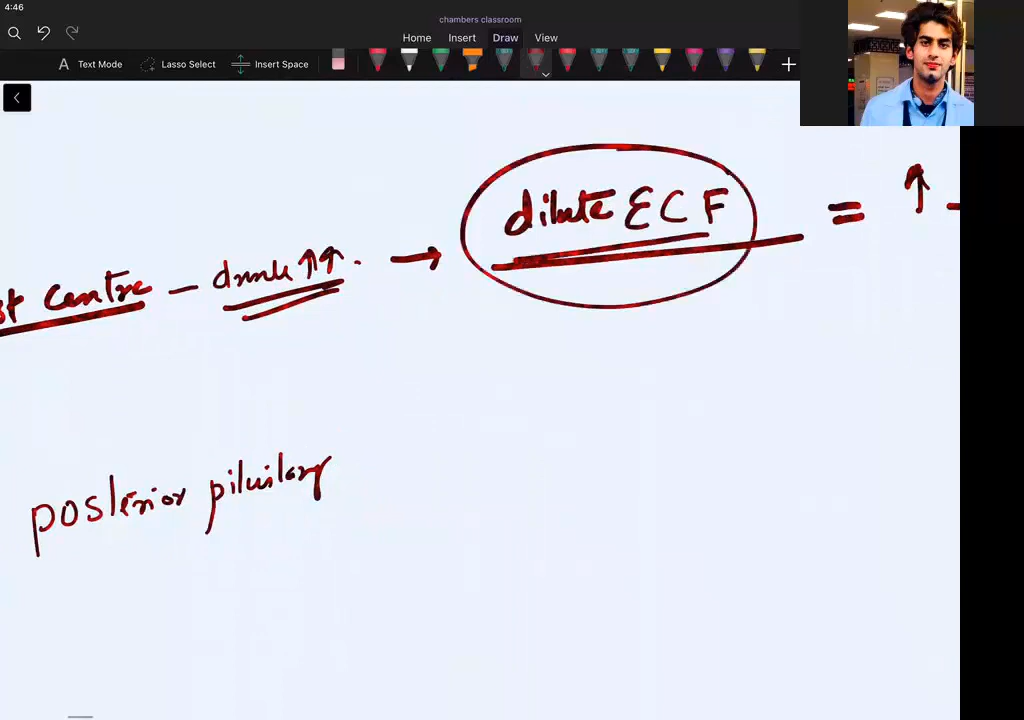 4:46
chambers classroom
Home Insert Draw View
Text Mode Lasso Select Insert Space
dilute ECF = ↑
centre – drink ↑↑. →
posterior pituitary